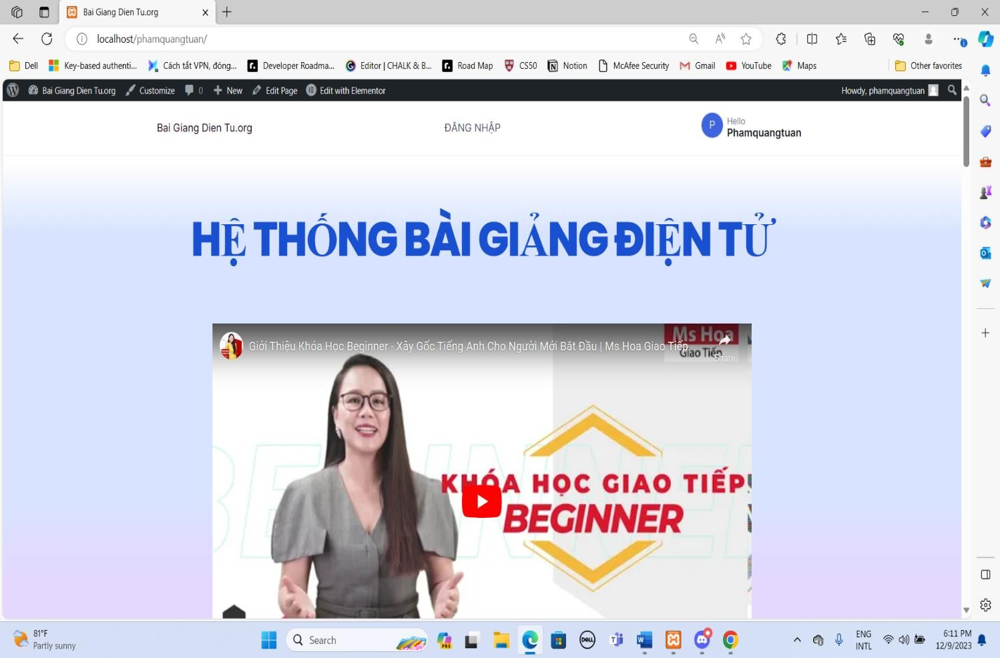 Bai Giang Dien Tu.org
localhost/phamquangtuan/
Dell Key-based authenti... Cách tắt VPN, đóng... Developer Roadma... Editor | CHALK & B... Road Map CS50 Notion McAfee Security Gmail YouTube Maps Other favorites
Bai Giang Dien Tu.org Customize 0 New Edit Page Edit with Elementor Howdy, phamquangtuan
Bai Giang Dien Tu.org ĐĂNG NHẬP P Hello
Phamquangtuan
HỆ THỐNG BÀI GIẢNG ĐIỆN TỬ
Ms Hoa
Giới Thiệu Khóa Học Beginner - Xây Gốc Tiếng Anh Cho Người Mới Bắt Đầu | Ms Hoa Giao Tiếp
Giao Tiếp
Share
BEGINNER
KHÓA HỌC GIAO TIẾP
BEGINNER
81°F
Partly sunny
Search
PRE
DELL
ENG
INTL
6:11 PM
12/9/2023